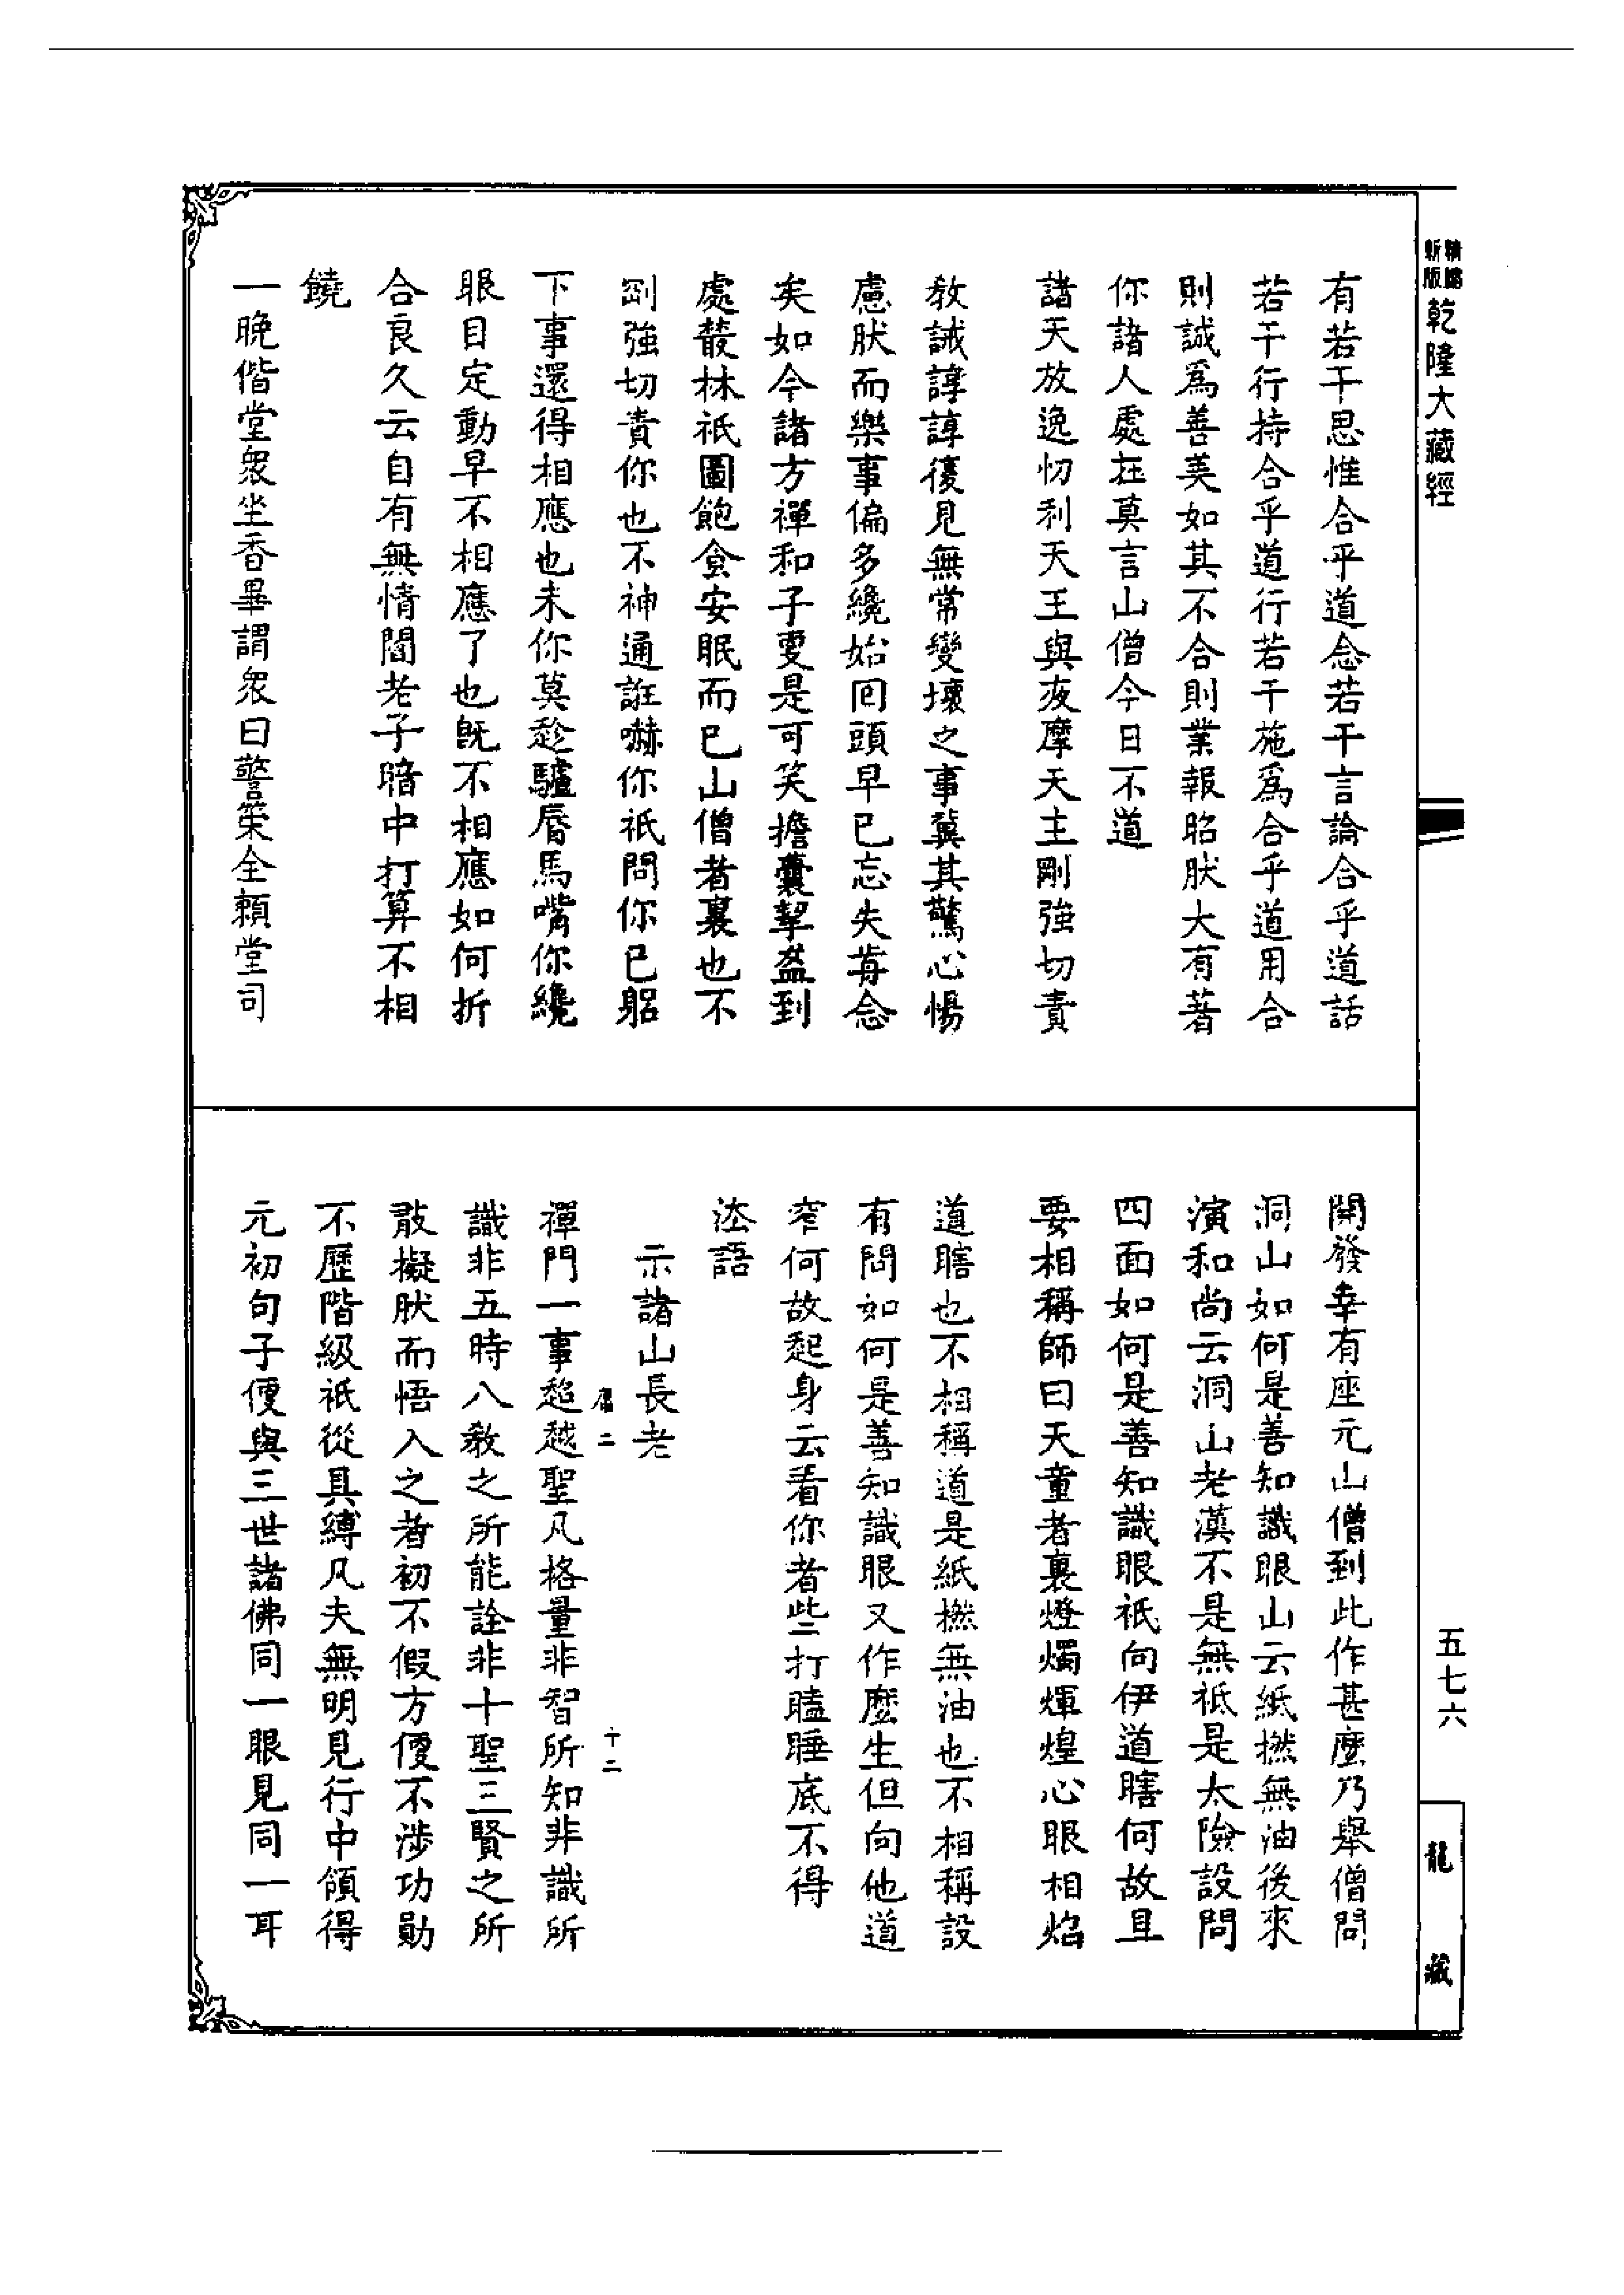 精縮
新版
乾隆大藏經
有若干思惟合乎道念若干言論合乎道話
若干行持合乎道行若干施爲合乎道用合
則誠爲善美如其不合則業報昭肰大有著
你諸人處在莫言山僧今日不道
諸天放逸忉利天王與夜摩天主剛強切責
敎誡諄諄復見無常變壞之事冀其驚心惕
慮肰而樂事偏多纔始回頭早已忘失肯念
矣如今諸方禪和子更是可笑擔囊挈盋到
處叢林祇圖飽食安眠而已山僧者裏也不
剛強切責你也不神通誑嚇你祇問你已躬
下事還得相應也未你莫趂驢脣馬嘴你纔
眼目定動早不相應了也旣不相應如何折
合良久云自有無情閻老子暗中打算不相
饒
一晚偕堂衆坐香畢謂衆曰警策全賴堂司
開發幸有座元山僧到此作甚麼乃舉僧問
洞山如何是善知識眼山云紙撚無油後來
演和尚云洞山老漢不是無祇是太險設問
四面如何是善知識眼祇向伊道瞎何故且
要相稱師曰天童者裏燈燭輝煌心眼相焰
道瞎也不相稱道是紙撚無油也不相稱設
有問如何是善知識眼又作麼生但向他道
窄何故起身云看你者些打瞌睡底不得
法語
示諸山長老
庸二
十二
禪門一事超越聖凡格量非智所知非識所
識非五時八敎之所能詮非十聖三賢之所
敢擬肰而悟入之者初不假方便不涉功勛
不歷階級祇從具縛凡夫無明見行中領得
元初句子便與三世諸佛同一眼見同一耳
五七六
龍藏